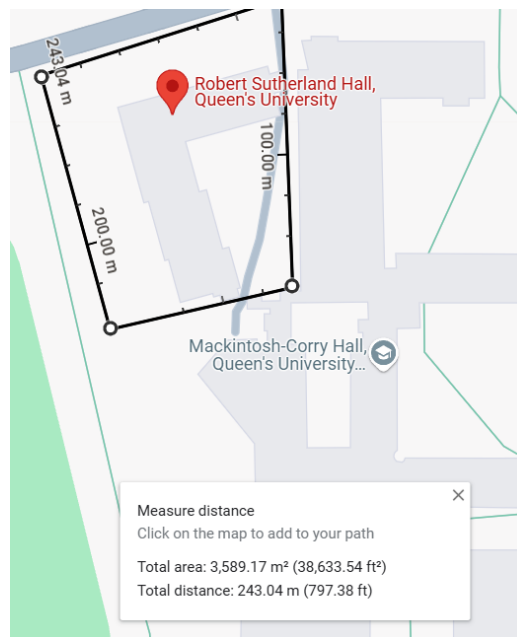 243.04 m
Robert Sutherland Hall,
Queen's University
100.00 m
200.00 m
Mackintosh-Corry Hall,
Queen's University...
Measure distance
Click on the map to add to your path
Total area: 3,589.17 m² (38,633.54 ft²)
Total distance: 243.04 m (797.38 ft)